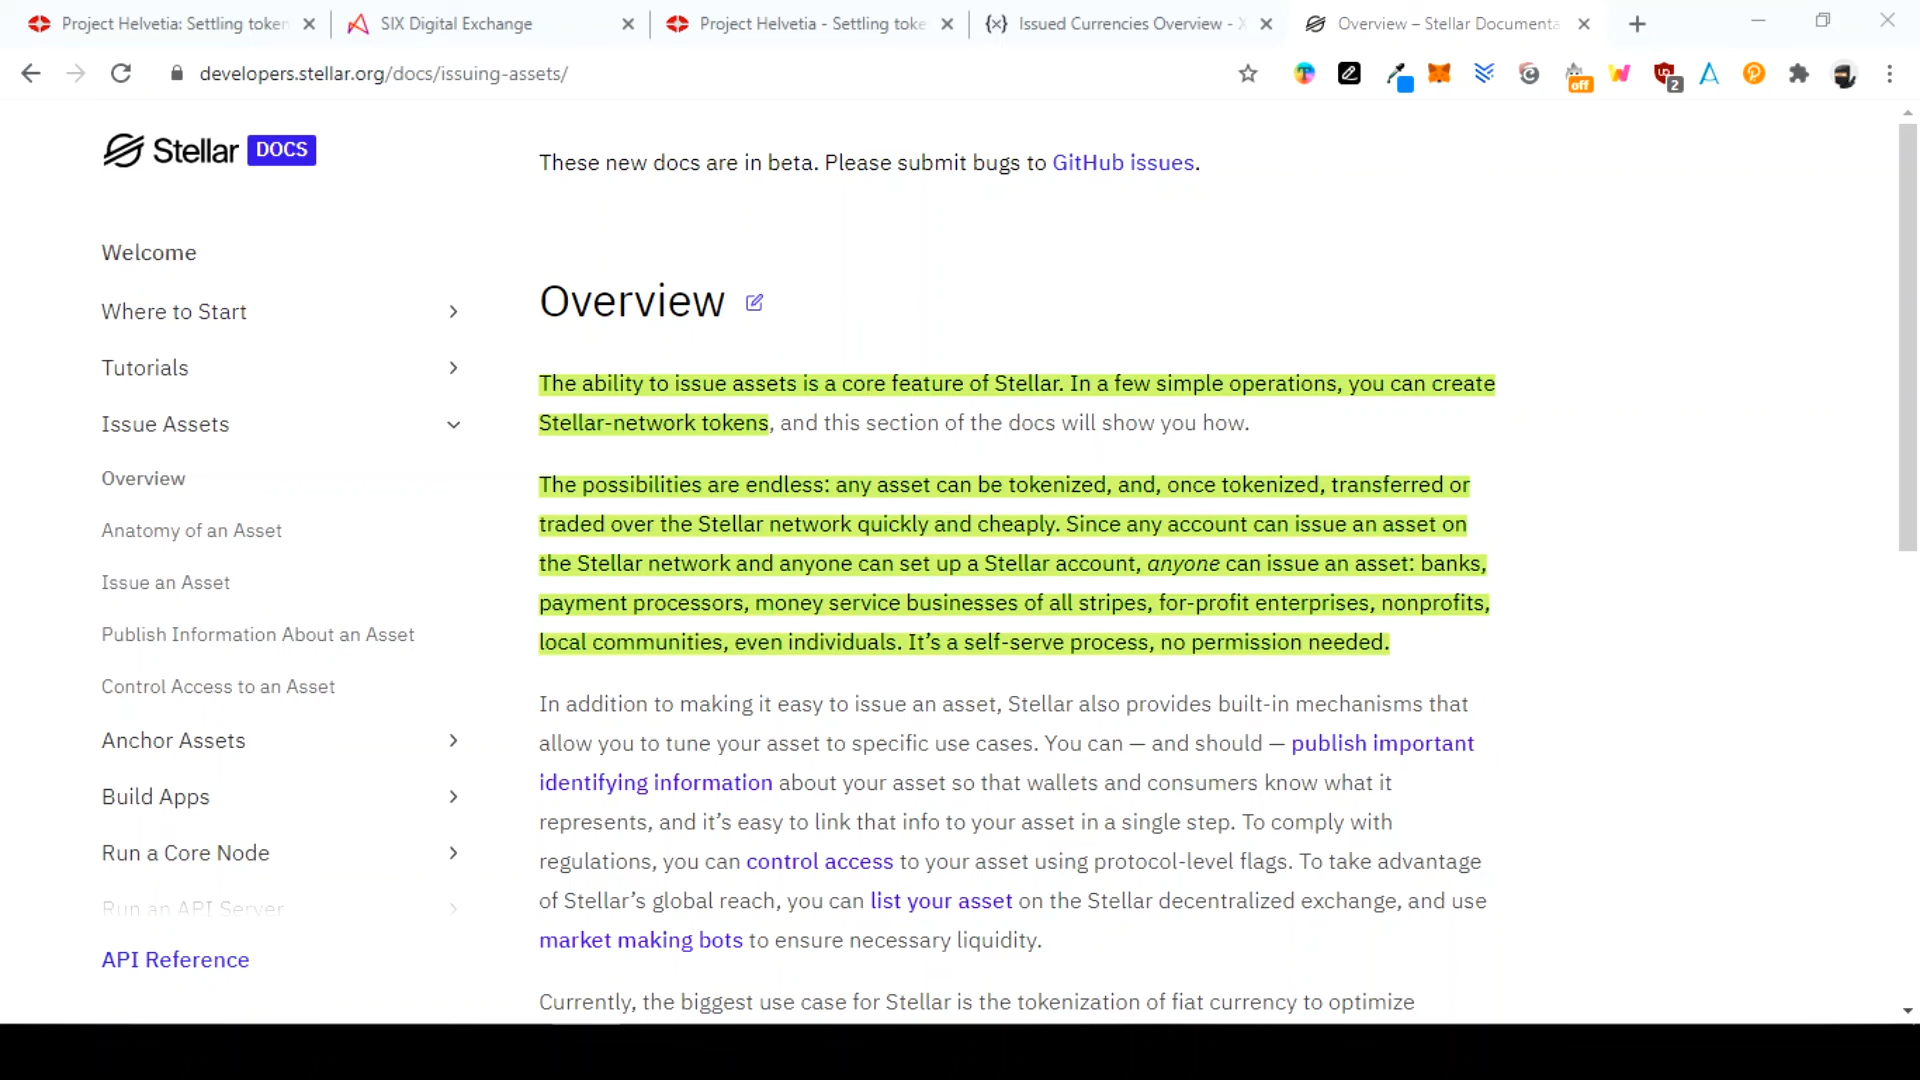 Project Helvetia: Settling token
SIX Digital Exchange
Project Helvetia - Settling toke
Issued Currencies Overview - X
Overview – Stellar Documenta
developers.stellar.org/docs/issuing-assets/
off
2
Stellar DOCS
These new docs are in beta. Please submit bugs to GitHub issues.
Welcome
Where to Start
Tutorials
Issue Assets
Overview
Anatomy of an Asset
Issue an Asset
Publish Information About an Asset
Control Access to an Asset
Anchor Assets
Build Apps
Run a Core Node
Run an API Server
API Reference
Overview
The ability to issue assets is a core feature of Stellar. In a few simple operations, you can create
Stellar-network tokens, and this section of the docs will show you how.
The possibilities are endless: any asset can be tokenized, and, once tokenized, transferred or
traded over the Stellar network quickly and cheaply. Since any account can issue an asset on
the Stellar network and anyone can set up a Stellar account, anyone can issue an asset: banks,
payment processors, money service businesses of all stripes, for-profit enterprises, nonprofits,
local communities, even individuals. It’s a self-serve process, no permission needed.
In addition to making it easy to issue an asset, Stellar also provides built-in mechanisms that
allow you to tune your asset to specific use cases. You can — and should — publish important
identifying information about your asset so that wallets and consumers know what it
represents, and it’s easy to link that info to your asset in a single step. To comply with
regulations, you can control access to your asset using protocol-level flags. To take advantage
of Stellar’s global reach, you can list your asset on the Stellar decentralized exchange, and use
market making bots to ensure necessary liquidity.
Currently, the biggest use case for Stellar is the tokenization of fiat currency to optimize